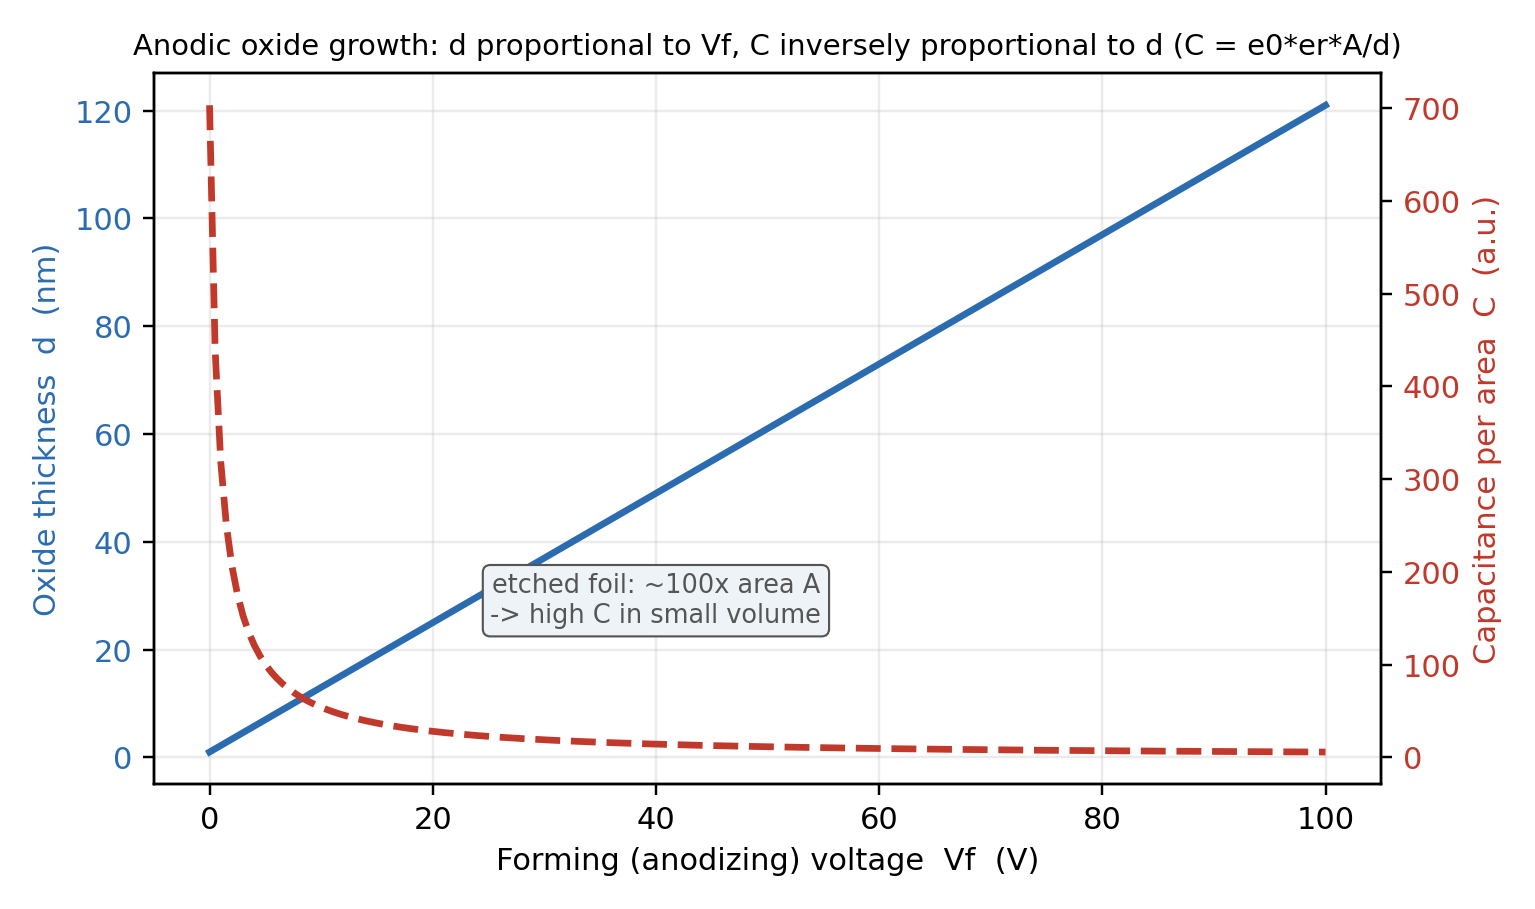 Anodic oxide growth: d proportional to Vf, C inversely proportional to d (C = e0*er*A/d)
Oxide thickness d (nm)
120
100
80
60
40
20
0
700
600
500
400
300
200
100
0
Capacitance per area C (a.u.)
etched foil: ~100x area A
-> high C in small volume
0 20 40 60 80 100
Forming (anodizing) voltage Vf (V)